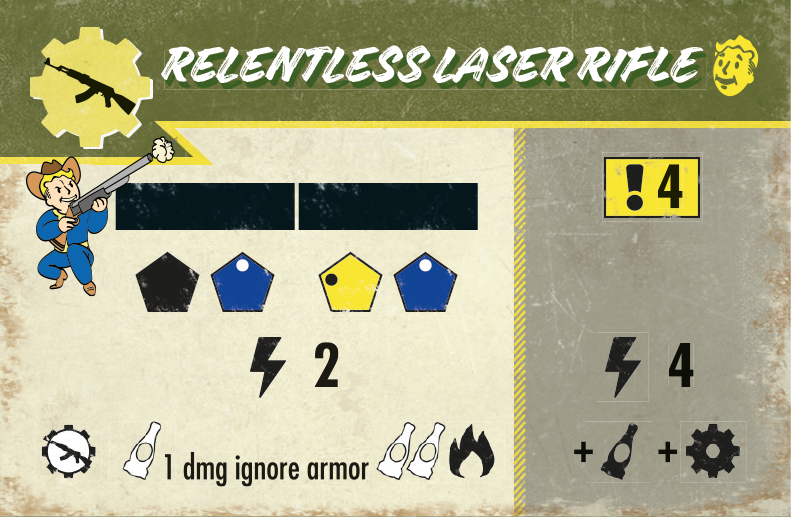 RELENTLESS LASER RIFLE
! 4
2
4
1 dmg ignore armor
+ +